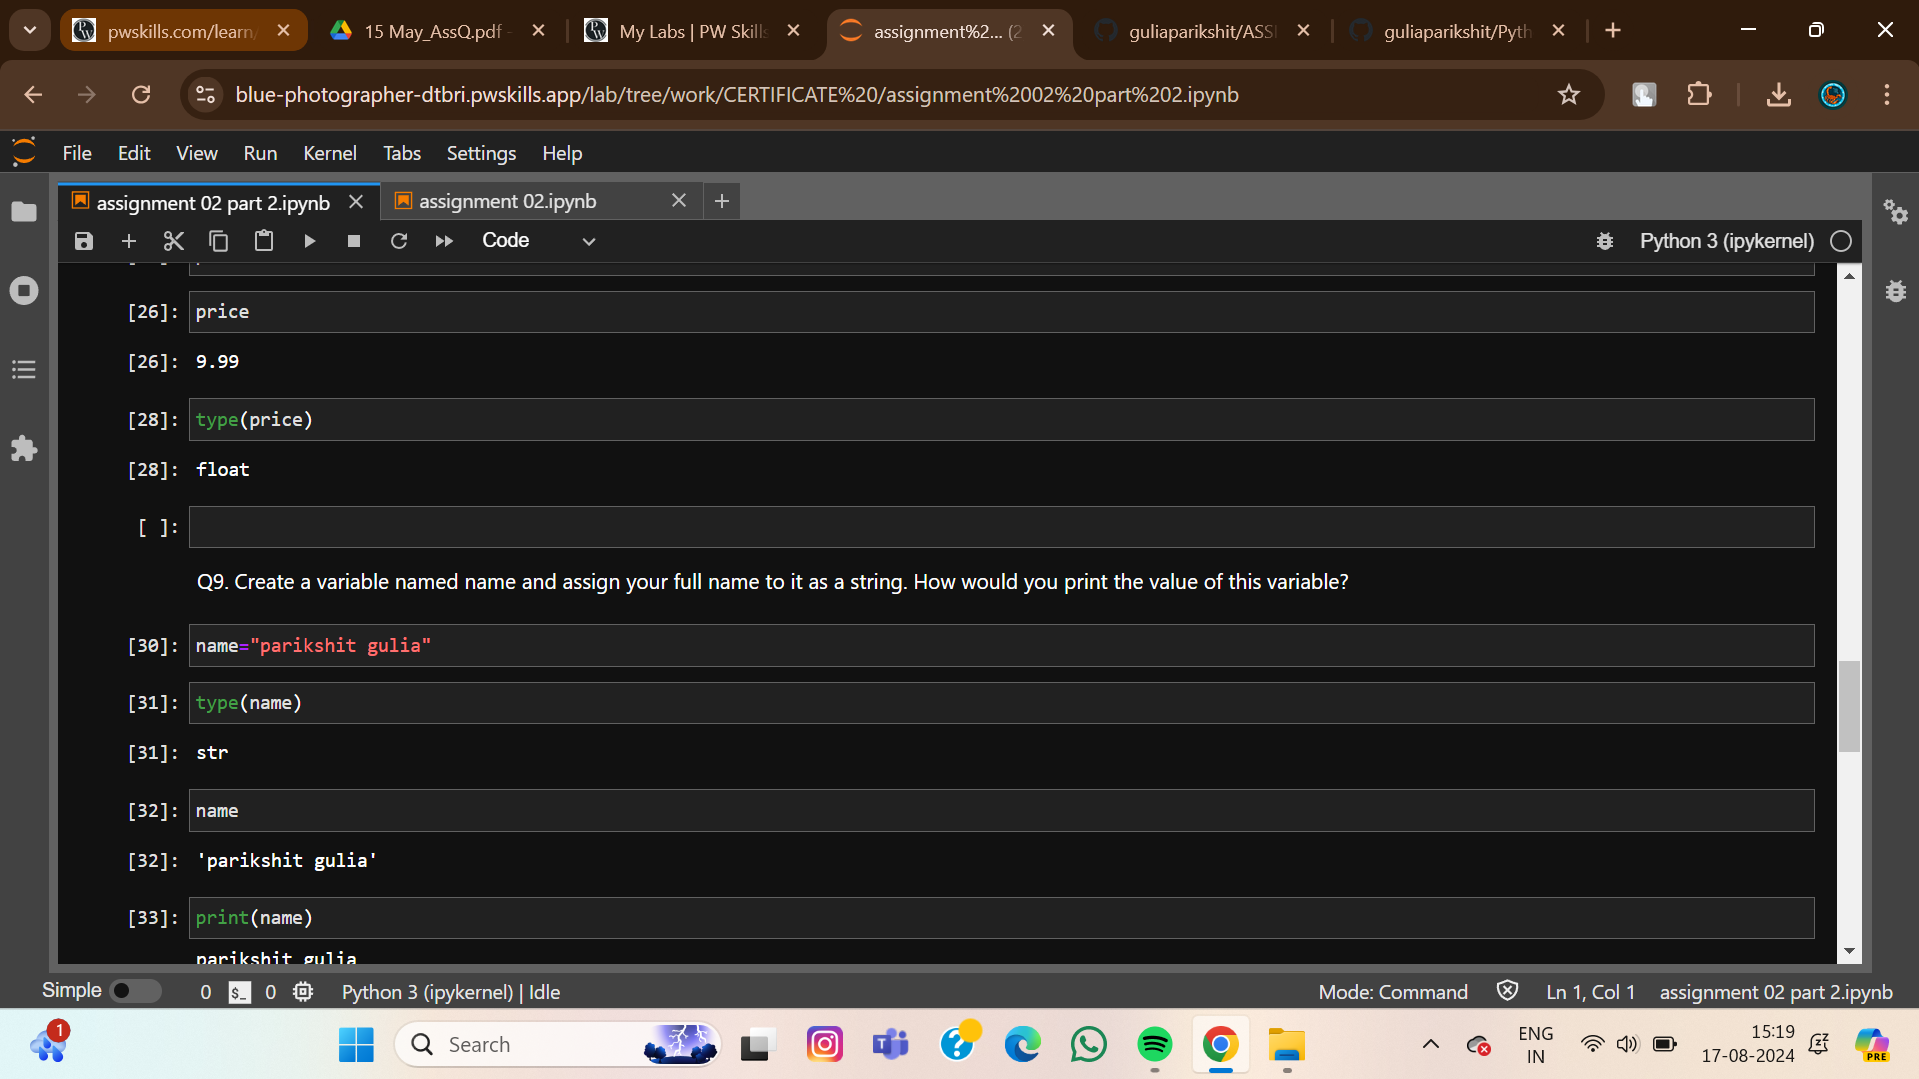 pwskills.com/learn/
15 May_AssQ.pdf -
My Labs | PW Skills
assignment%2... (2
guliaparikshit/ASSI
guliaparikshit/Pyth
blue-photographer-dtbri.pwskills.app/lab/tree/work/CERTIFICATE%20/assignment%2002%20part%202.ipynb
File Edit View Run Kernel Tabs Settings Help
assignment 02 part 2.ipynb
assignment 02.ipynb
Code
Python 3 (ipykernel)
[26]: price
[26]: 9.99
[28]: type(price)
[28]: float
[ ]:
Q9. Create a variable named name and assign your full name to it as a string. How would you print the value of this variable?
[30]: name="parikshit gulia"
[31]: type(name)
[31]: str
[32]: name
[32]: 'parikshit gulia'
[33]: print(name)
parikshit gulia
Simple 0 $_ 0 Python 3 (ipykernel) | Idle
Mode: Command Ln 1, Col 1 assignment 02 part 2.ipynb
1
Search
ENG
IN
15:19
17-08-2024
PRE